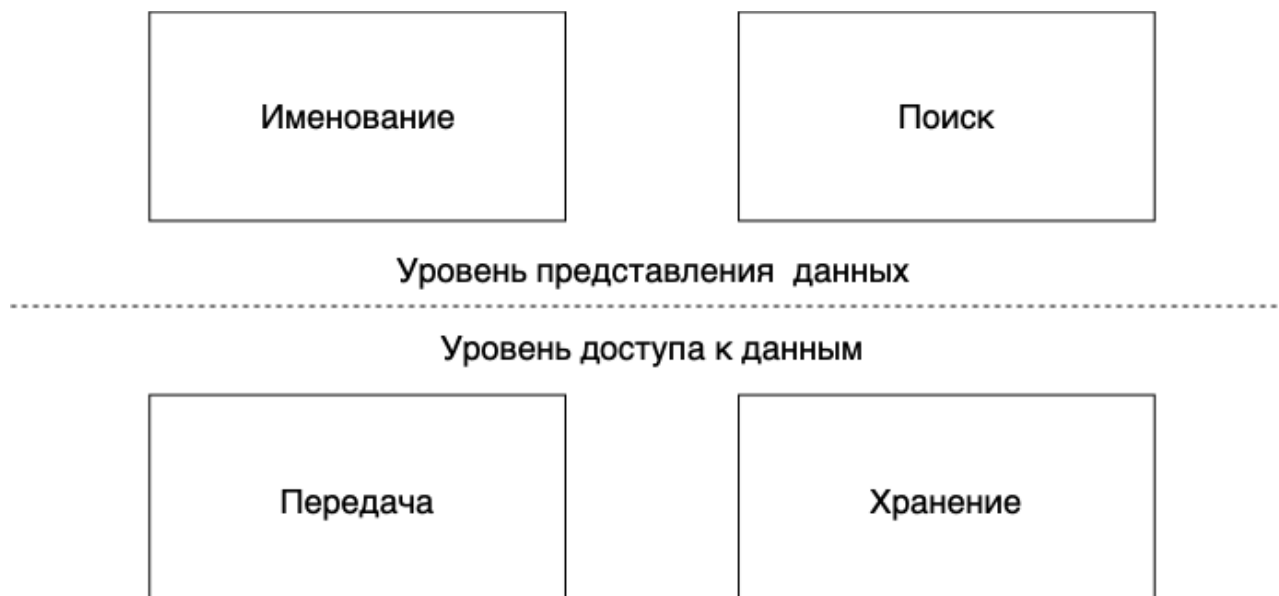 Именование
Поиск
Уровень представления данных
Уровень доступа к данным
Передача
Хранение